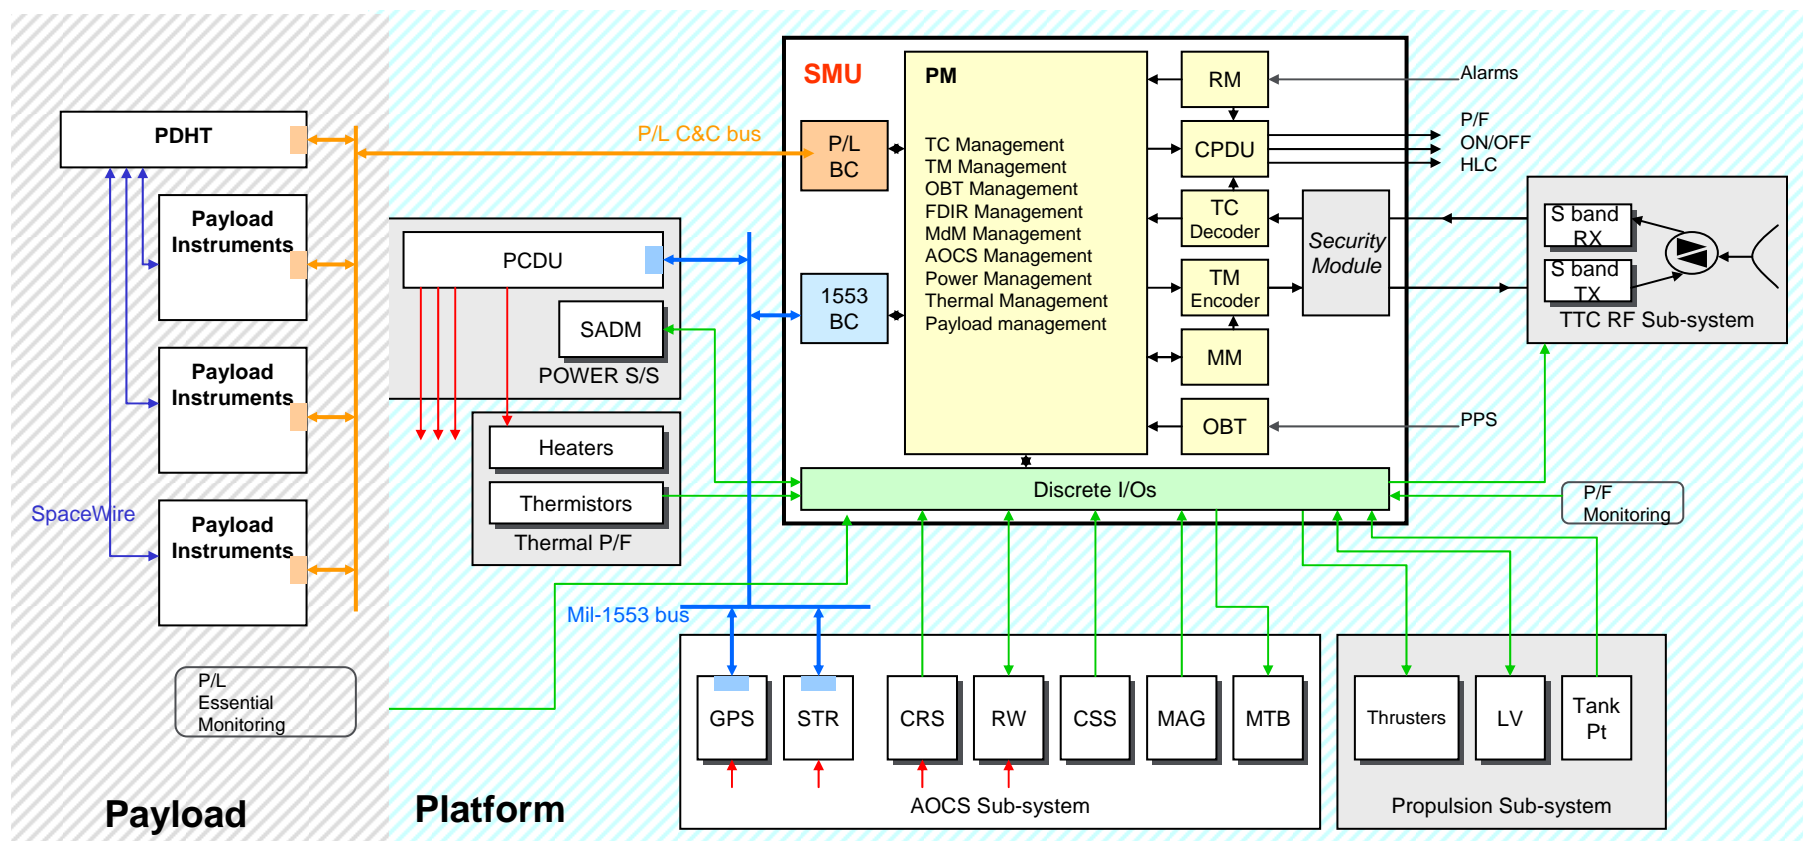 SMU
PM
TC Management
TM Management
OBT Management
FDIR Management
MdM Management
AOCS Management
Power Management
Thermal Management
Payload management
P/L
BC
1553
BC
RM
CPDU
TC
Decoder
TM
Encoder
MM
OBT
Security
Module
Discrete I/Os
Alarms
P/F
ON/OFF
HLC
PPS
P/F
Monitoring
S band
RX
S band
TX
TTC RF Sub-system
P/L C&C bus
PDHT
Payload
Instruments
Payload
Instruments
Payload
Instruments
SpaceWire
P/L
Essential
Monitoring
Payload
PCDU
SADM
POWER S/S
Heaters
Thermistors
Thermal P/F
Mil-1553 bus
Platform
GPS
STR
CRS
RW
CSS
MAG
MTB
AOCS Sub-system
Thrusters
LV
Tank
Pt
Propulsion Sub-system